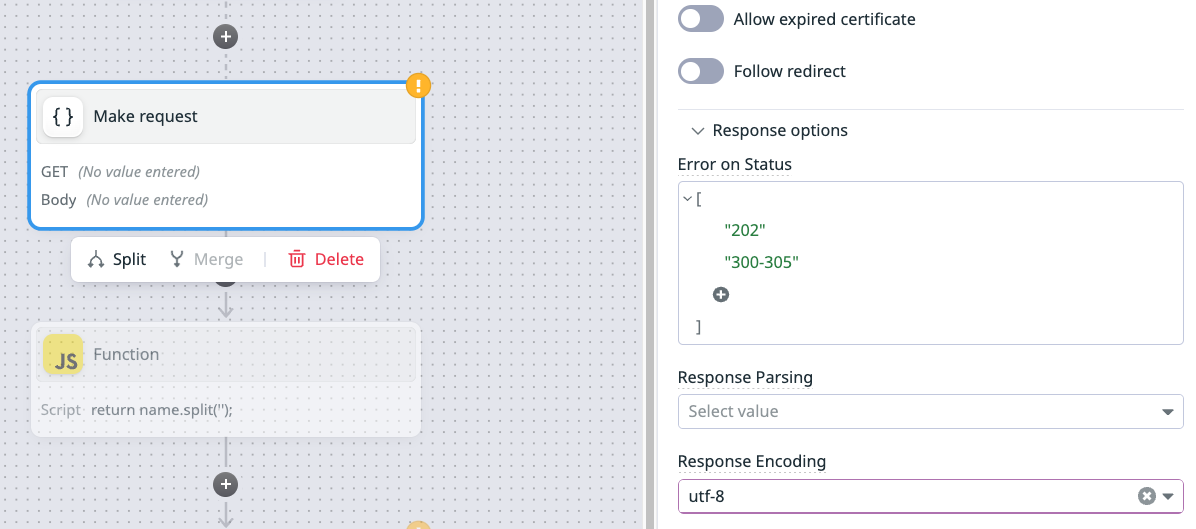 Make request
GET (No value entered)
Body (No value entered)
Split Merge Delete
JS Function
Script return name.split('');
Allow expired certificate
Follow redirect
Response options
Error on Status
[
"202"
"300-305"
]
Response Parsing
Select value
Response Encoding
utf-8